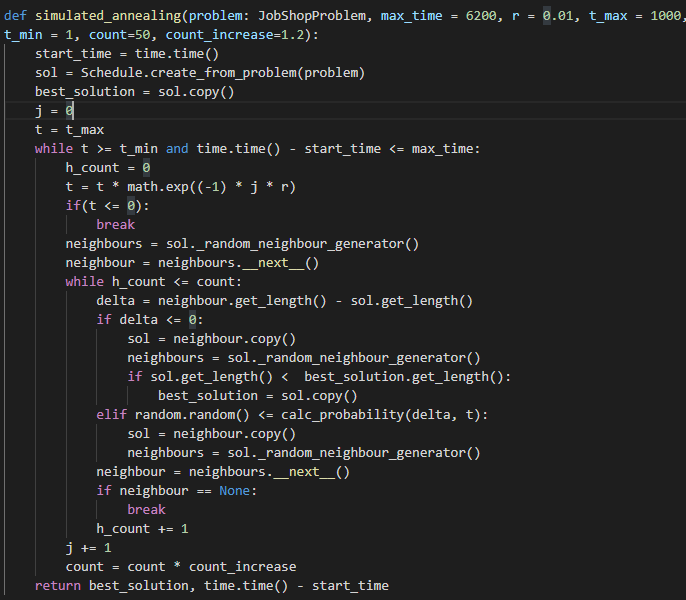 def simulated_annealing(problem: JobShopProblem, max_time = 6200, r = 0.01, t_max = 1000,
t_min = 1, count=50, count_increase=1.2):
    start_time = time.time()
    sol = Schedule.create_from_problem(problem)
    best_solution = sol.copy()
    j = 0
    t = t_max
    while t >= t_min and time.time() - start_time <= max_time:
        h_count = 0
        t = t * math.exp((-1) * j * r)
        if(t <= 0):
            break
        neighbours = sol._random_neighbour_generator()
        neighbour = neighbours.__next__()
        while h_count <= count:
            delta = neighbour.get_length() - sol.get_length()
            if delta <= 0:
                sol = neighbour.copy()
                neighbours = sol._random_neighbour_generator()
                if sol.get_length() <  best_solution.get_length():
                    best_solution = sol.copy()
            elif random.random() <= calc_probability(delta, t):
                sol = neighbour.copy()
                neighbours = sol._random_neighbour_generator()
            neighbour = neighbours.__next__()
            if neighbour == None:
                break
            h_count += 1
        j += 1
        count = count * count_increase
    return best_solution, time.time() - start_time